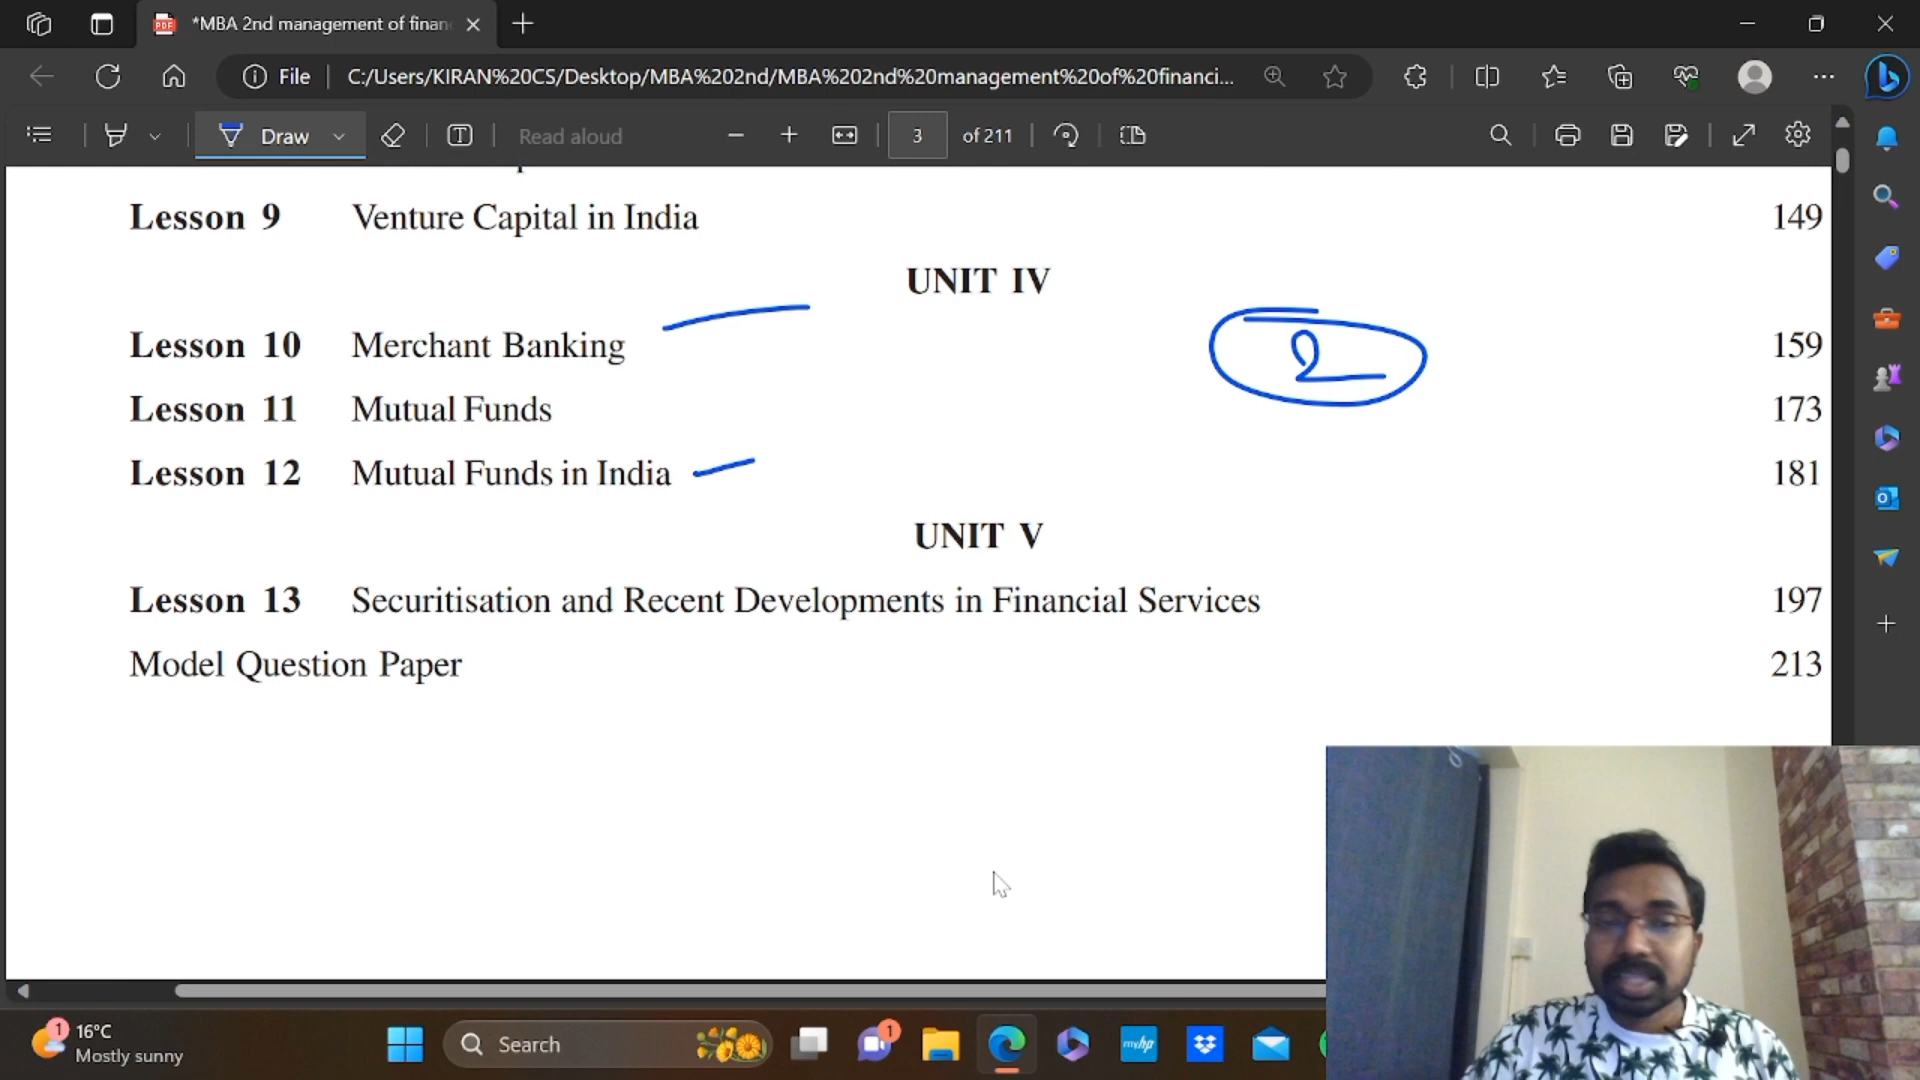 *MBA 2nd management of finan
File
C:/Users/KIRAN%20CS/Desktop/MBA%202nd/MBA%202nd%20management%20of%20financi...
Draw
Read aloud
3
of 211
Lesson 9 Venture Capital in India 149
UNIT IV
Lesson 10 Merchant Banking 159
2
Lesson 11 Mutual Funds 173
Lesson 12 Mutual Funds in India 181
UNIT V
Lesson 13 Securitisation and Recent Developments in Financial Services 197
Model Question Paper 213
1
16°C
Mostly sunny
Search
1
myhp